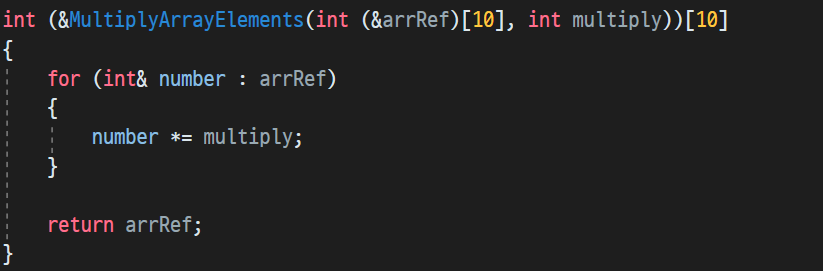 int (&MultiplyArrayElements(int (&arrRef)[10], int multiply))[10]
{
    for (int& number : arrRef)
    {
        number *= multiply;
    }

    return arrRef;
}